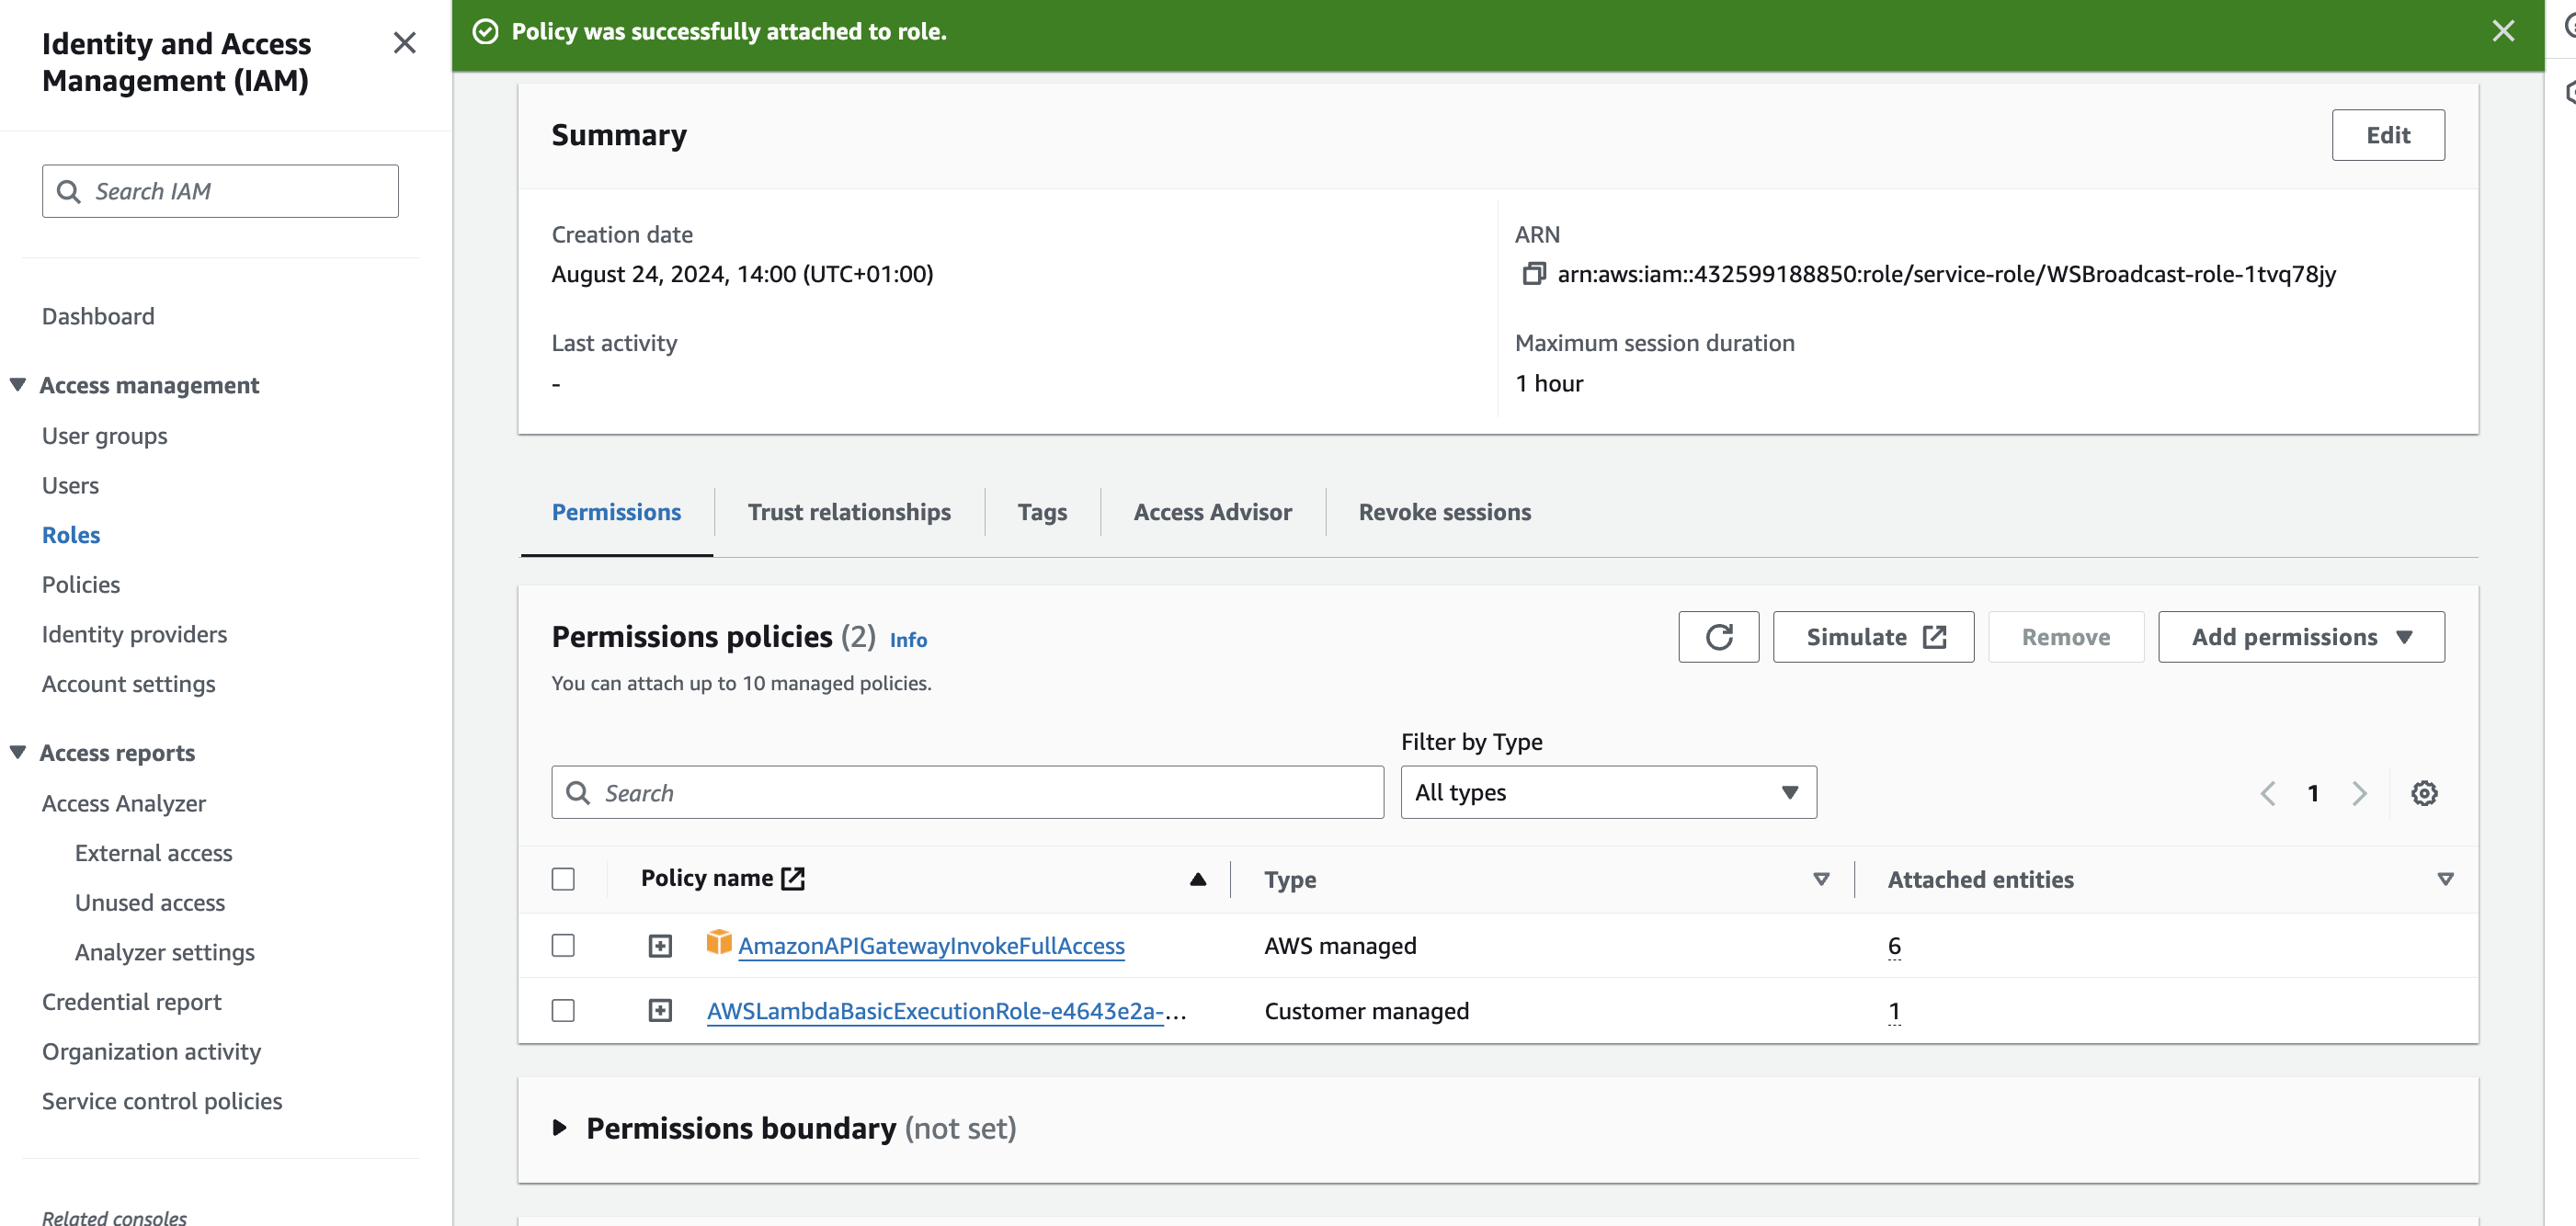 Identity and Access
Management (IAM)
Search IAM
Dashboard
Access management
User groups
Users
Roles
Policies
Identity providers
Account settings
Access reports
Access Analyzer
External access
Unused access
Analyzer settings
Credential report
Organization activity
Service control policies
Related consoles
Policy was successfully attached to role.
Summary
Edit
Creation date
August 24, 2024, 14:00 (UTC+01:00)
ARN
arn:aws:iam::432599188850:role/service-role/WSBroadcast-role-1tvq78jy
Last activity
-
Maximum session duration
1 hour
Permissions
Trust relationships
Tags
Access Advisor
Revoke sessions
Permissions policies (2) Info
You can attach up to 10 managed policies.
Simulate
Remove
Add permissions
Search
Filter by Type
All types
1
Policy name
Type
Attached entities
AmazonAPIGatewayInvokeFullAccess
AWS managed
6
AWSLambdaBasicExecutionRole-e4643e2a-...
Customer managed
1
Permissions boundary (not set)